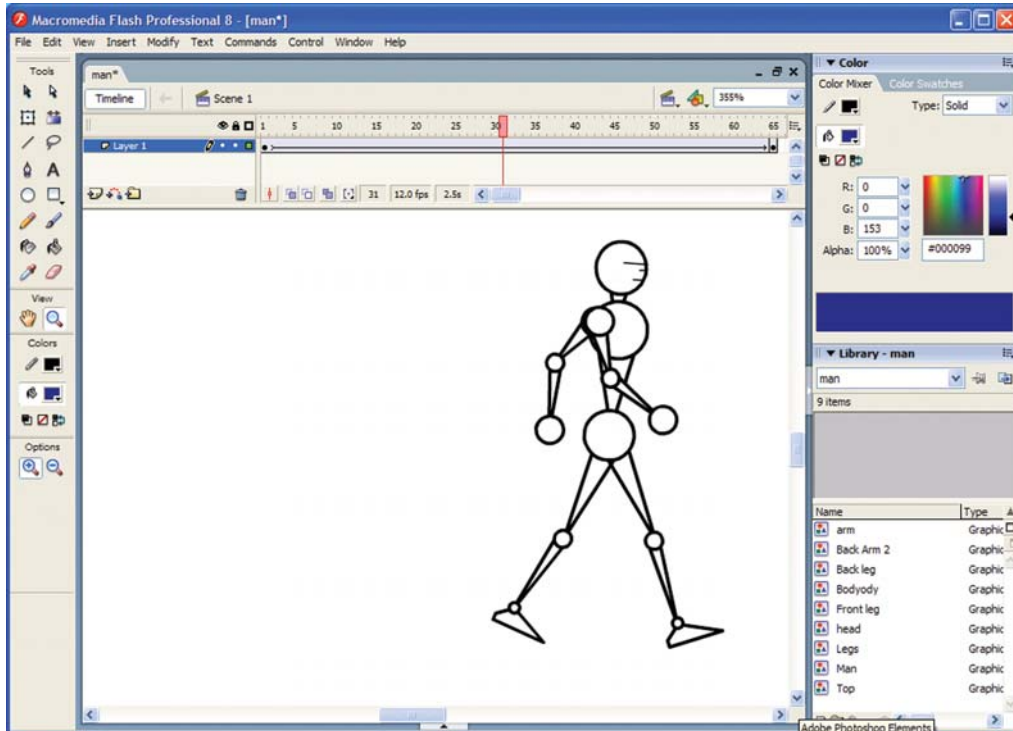 Macromedia Flash Professional 8 - [man*]
File Edit View Insert Modify Text Commands Control Window Help
Tools
View
Colors
Options
man*
Timeline Scene 1 355%
1 5 10 15 20 25 30 35 40 45 50 55 60 65
Layer 1
31 12.0 fps 2.5s
Color
Color Mixer Color Swatches
Type: Solid
R: 0
G: 0
B: 153
Alpha: 100% #000099
Library - man
man
9 items
Name Type
arm Graphic
Back Arm 2 Graphic
Back leg Graphic
Bodyody Graphic
Front leg Graphic
head Graphic
Legs Graphic
Man Graphic
Top Graphic
Adobe Photoshop Elements